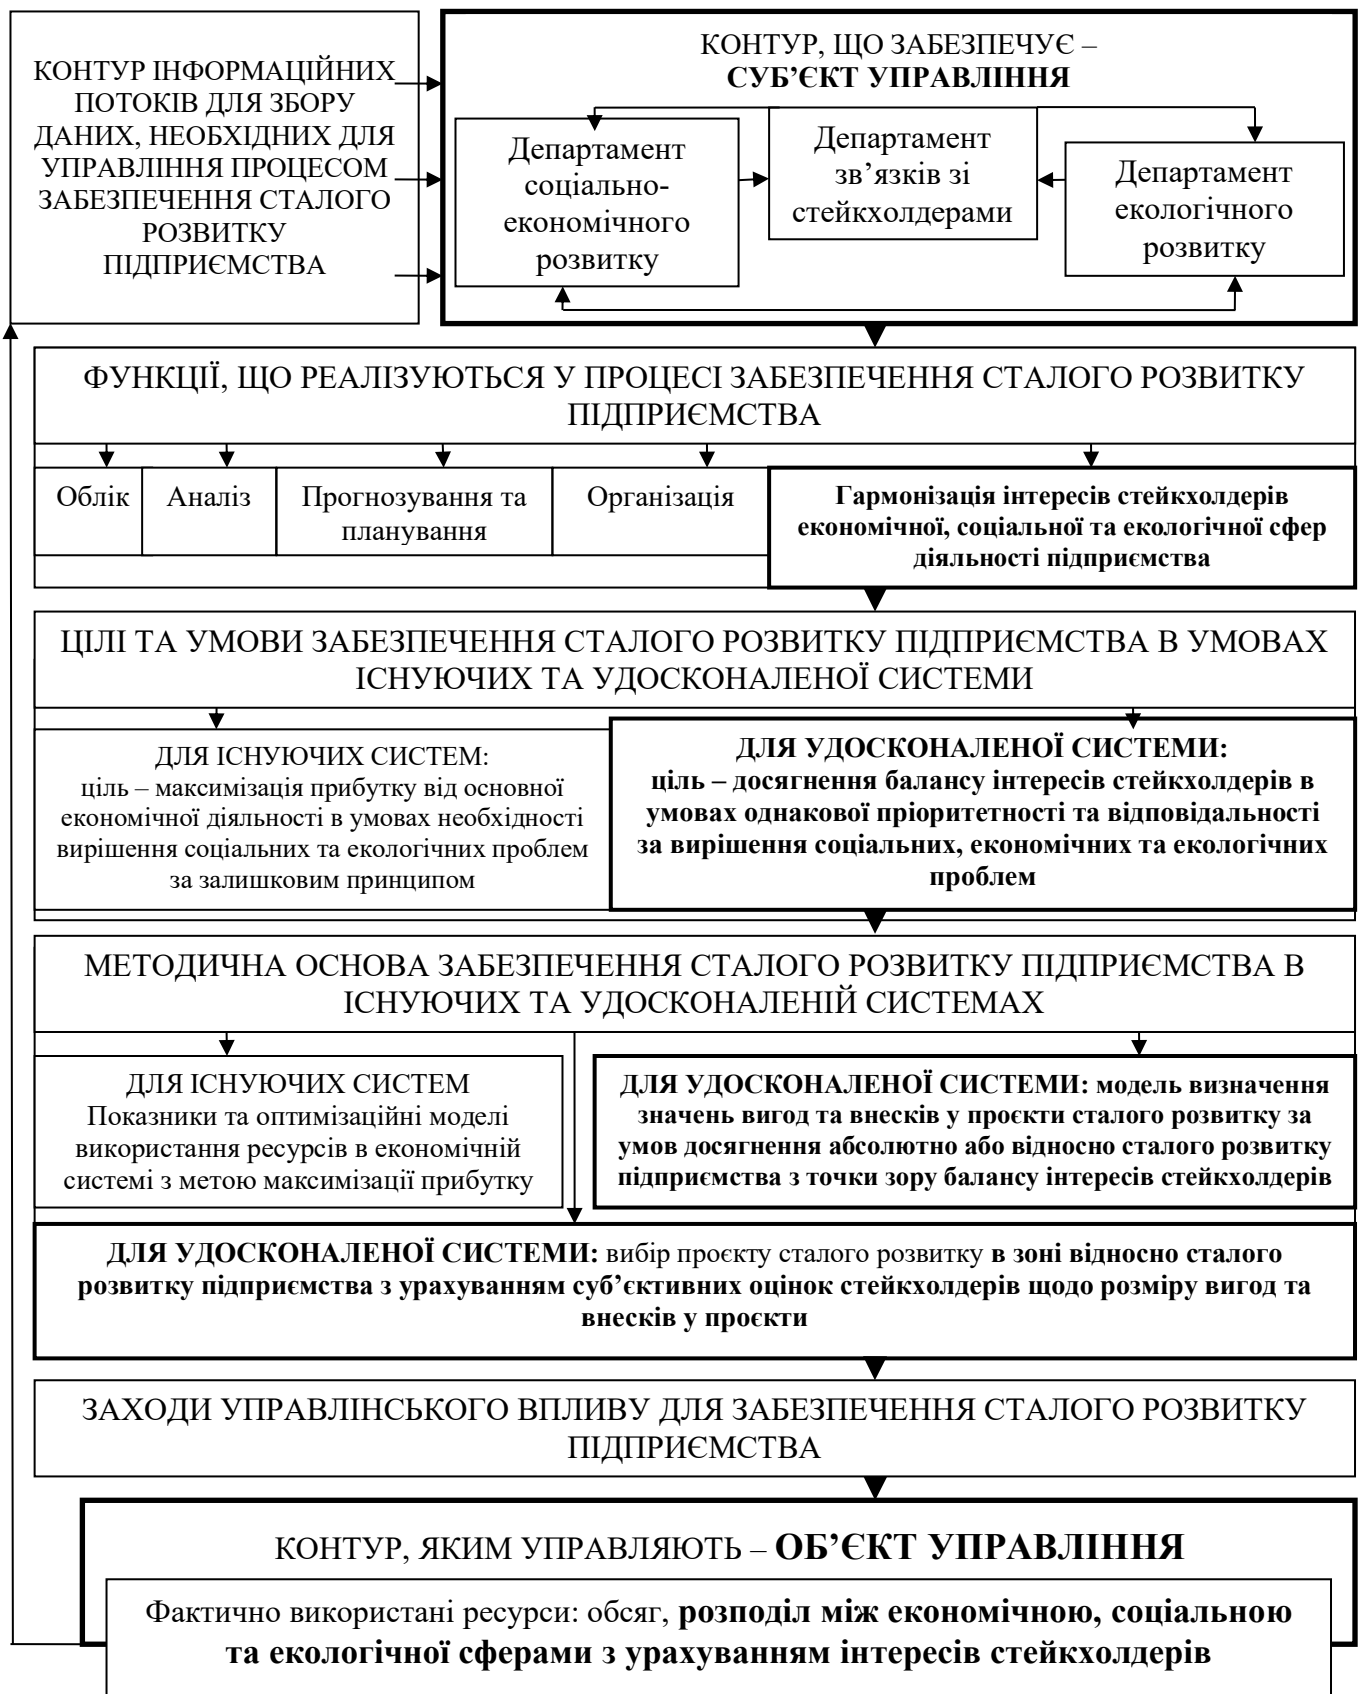 КОНТУР ІНФОРМАЦІЙНИХ
ПОТОКІВ ДЛЯ ЗБОРУ
ДАНИХ, НЕОБХІДНИХ ДЛЯ
УПРАВЛІННЯ ПРОЦЕСОМ
ЗАБЕЗПЕЧЕННЯ СТАЛОГО
РОЗВИТКУ
ПІДПРИЄМСТВА
КОНТУР, ЩО ЗАБЕЗПЕЧУЄ –
СУБ’ЄКТ УПРАВЛІННЯ
Департамент
соціально-
економічного
розвитку
Департамент
зв’язків зі
стейкхолдерами
Департамент
екологічного
розвитку
ФУНКЦІЇ, ЩО РЕАЛІЗУЮТЬСЯ У ПРОЦЕСІ ЗАБЕЗПЕЧЕННЯ СТАЛОГО РОЗВИТКУ
ПІДПРИЄМСТВА
Облік
Аналіз
Прогнозування та
планування
Організація
Гармонізація інтересів стейкхолдерів
економічної, соціальної та екологічної сфер
діяльності підприємства
ЦІЛІ ТА УМОВИ ЗАБЕЗПЕЧЕННЯ СТАЛОГО РОЗВИТКУ ПІДПРИЄМСТВА В УМОВАХ
ІСНУЮЧИХ ТА УДОСКОНАЛЕНОЇ СИСТЕМИ
ДЛЯ ІСНУЮЧИХ СИСТЕМ:
ціль – максимізація прибутку від основної
економічної діяльності в умовах необхідності
вирішення соціальних та екологічних проблем
за залишковим принципом
ДЛЯ УДОСКОНАЛЕНОЇ СИСТЕМИ:
ціль – досягнення балансу інтересів стейкхолдерів в
умовах однакової пріоритетності та відповідальності
за вирішення соціальних, економічних та екологічних
проблем
МЕТОДИЧНА ОСНОВА ЗАБЕЗПЕЧЕННЯ СТАЛОГО РОЗВИТКУ ПІДПРИЄМСТВА В
ІСНУЮЧИХ ТА УДОСКОНАЛЕНІЙ СИСТЕМАХ
ДЛЯ ІСНУЮЧИХ СИСТЕМ
Показники та оптимізаційні моделі
використання ресурсів в економічній
системі з метою максимізації прибутку
ДЛЯ УДОСКОНАЛЕНОЇ СИСТЕМИ: модель визначення
значень вигод та внесків у проєкти сталого розвитку за
умов досягнення абсолютно або відносно сталого розвитку
підприємства з точки зору балансу інтересів стейкхолдерів
ДЛЯ УДОСКОНАЛЕНОЇ СИСТЕМИ: вибір проєкту сталого розвитку в зоні відносно сталого
розвитку підприємства з урахуванням суб’єктивних оцінок стейкхолдерів щодо розміру вигод та
внесків у проєкти
ЗАХОДИ УПРАВЛІНСЬКОГО ВПЛИВУ ДЛЯ ЗАБЕЗПЕЧЕННЯ СТАЛОГО РОЗВИТКУ
ПІДПРИЄМСТВА
КОНТУР, ЯКИМ УПРАВЛЯЮТЬ – ОБ’ЄКТ УПРАВЛІННЯ
Фактично використані ресурси: обсяг, розподіл між економічною, соціальною
та екологічної сферами з урахуванням інтересів стейкхолдерів